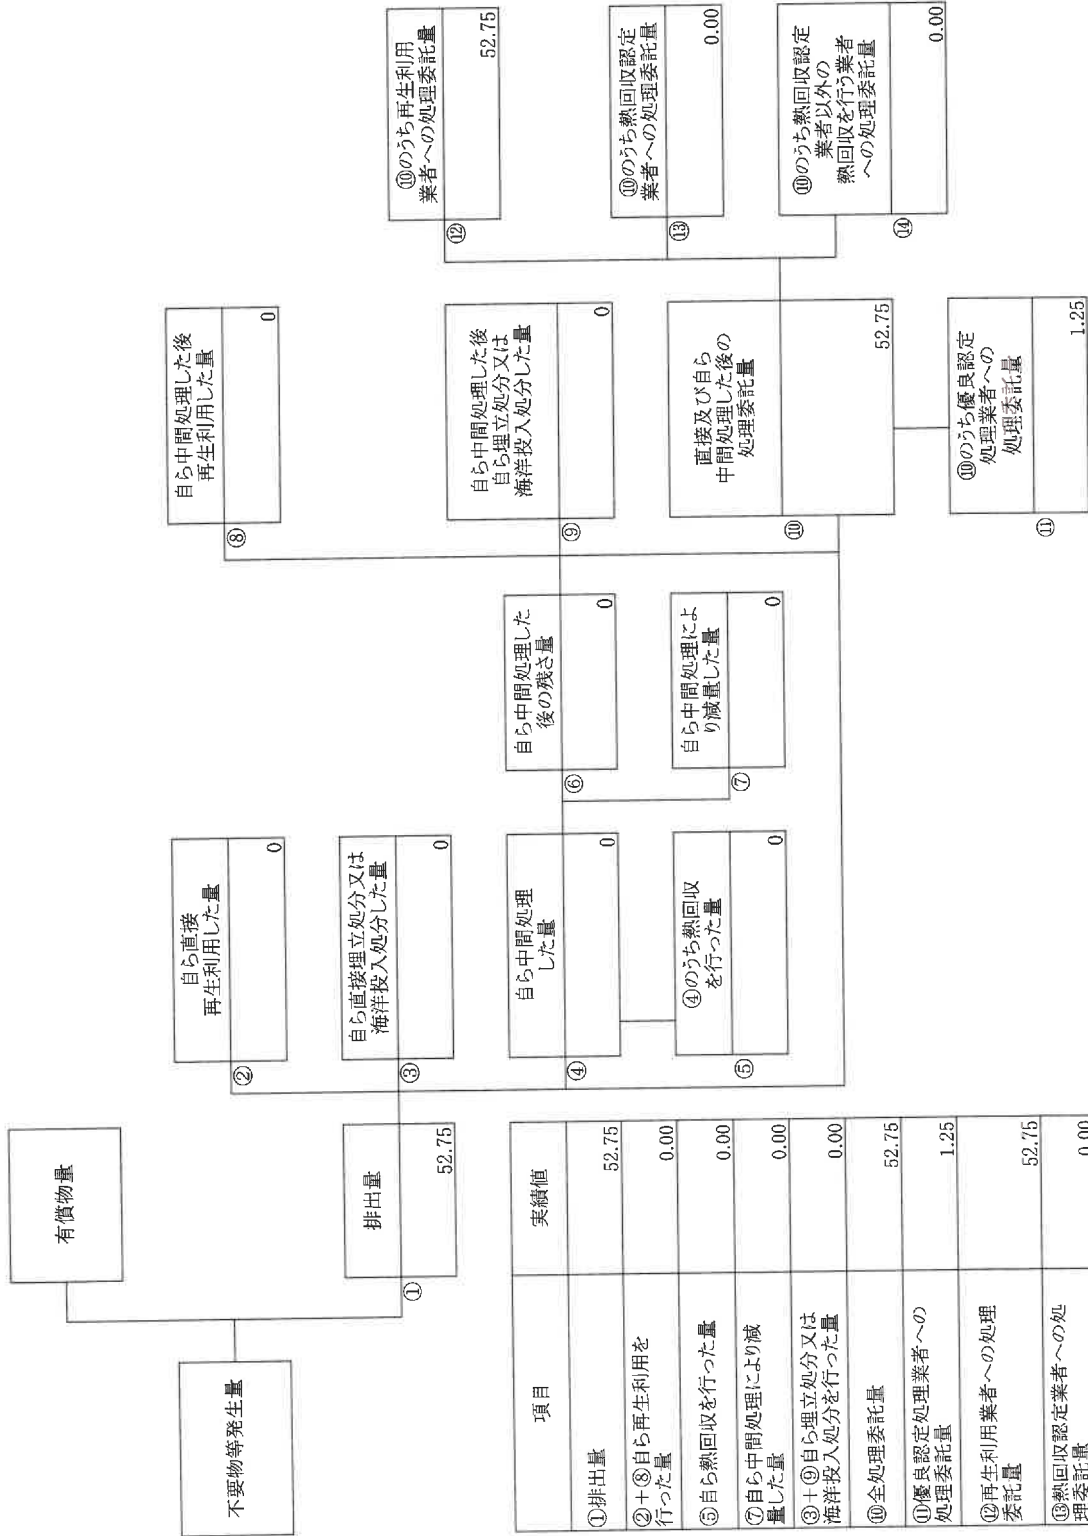 不要物等発生量
有償物量
排出量
①
52.75
自ら直接
再生利用した量
②
0
自ら直接埋立処分又は
海洋投入処分した量
③
0
自ら中間処理
した量
④
0
④のうち熱回収
を行った量
⑤
0
自ら中間処理した
後の残さ量
⑥
0
自ら中間処理によ
り減量した量
⑦
0
自ら中間処理した後
再生利用した量
⑧
0
自ら中間処理した後
自ら埋立処分又は
海洋投入処分した量
⑨
0
直接及び自ら
中間処理した後の
処理委託量
⑩
52.75
⑩のうち優良認定
処理業者への
処理委託量
⑪
1.25
⑩のうち再生利用
業者への処理委託量
⑫
52.75
⑩のうち熱回収認定
業者への処理委託量
⑬
0.00
⑩のうち熱回収認定
業者以外の
熱回収を行う業者
への処理委託量
⑭
0.00
項目 実績値
①排出量 52.75
②+⑧自ら再生利用を
行った量 0.00
⑤自ら熱回収を行った量 0.00
⑦自ら中間処理により減
量した量 0.00
③+⑨自ら埋立処分又は
海洋投入処分を行った量 0.00
⑩全処理委託量 52.75
⑪優良認定処理業者への
処理委託量 1.25
⑫再生利用業者への処理
委託量 52.75
⑬熱回収認定業者への処
理委託量 0.00